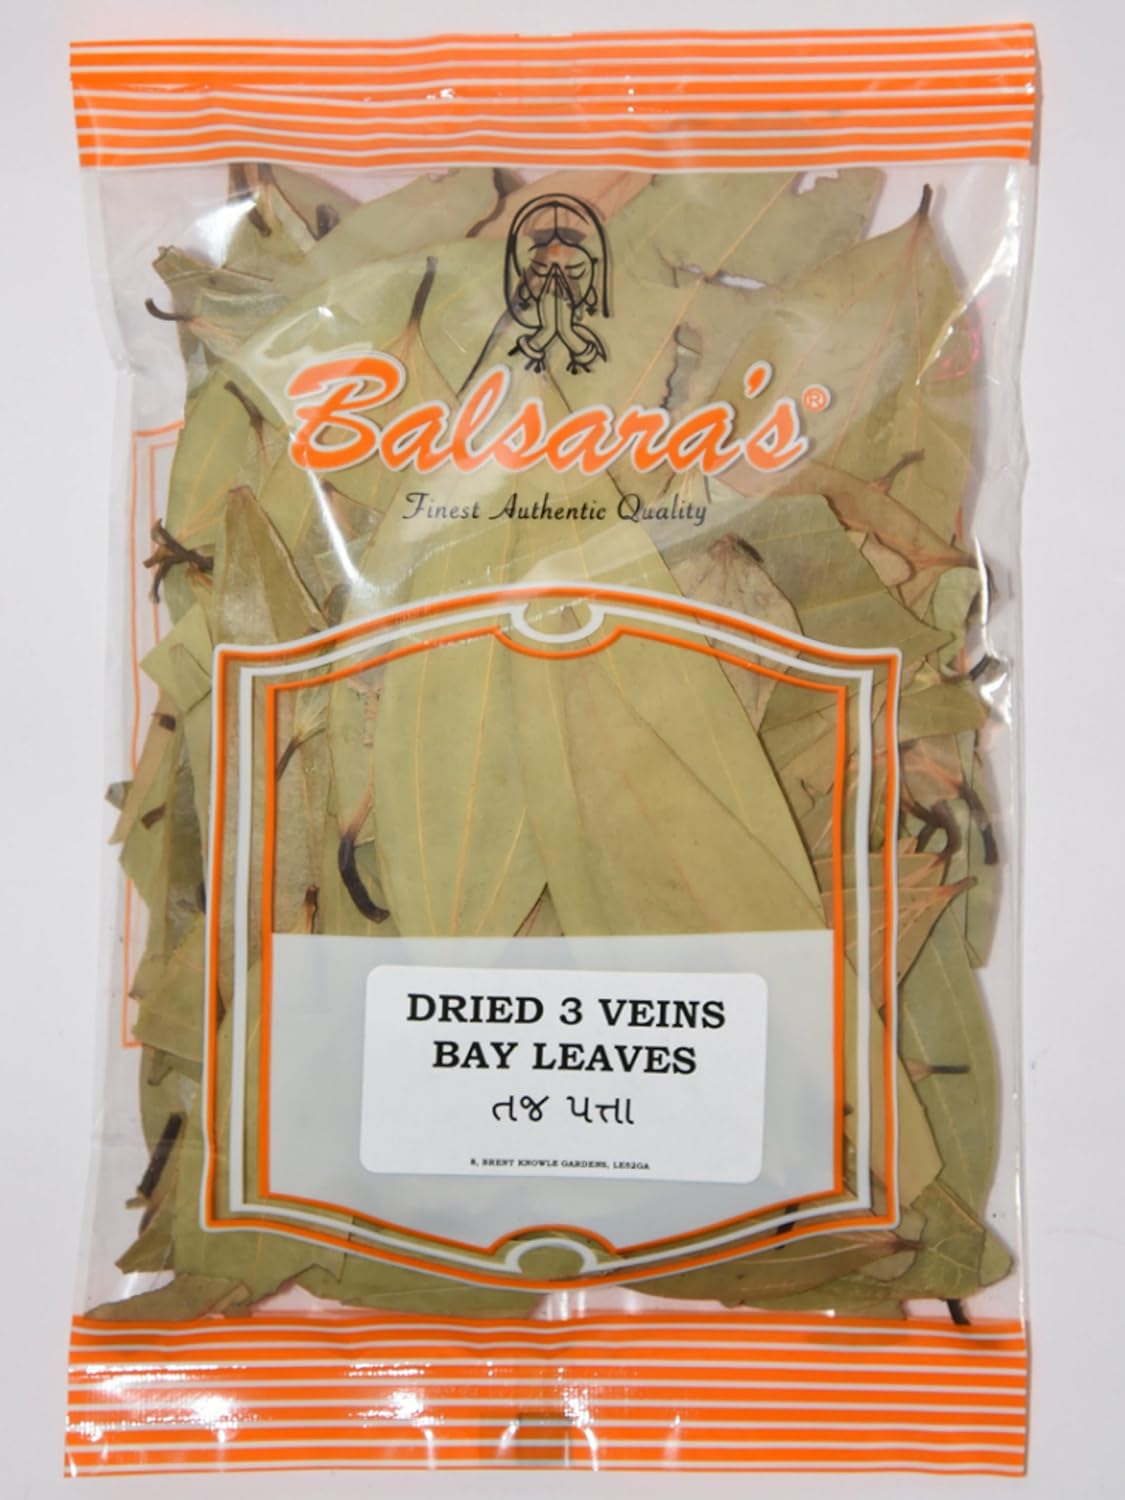 Balsara's®
Finest Authentic Quality
DRIED 3 VEINS
BAY LEAVES
તજ પત્તા
8, BRENT KNOWLE GARDENS, LE52GA